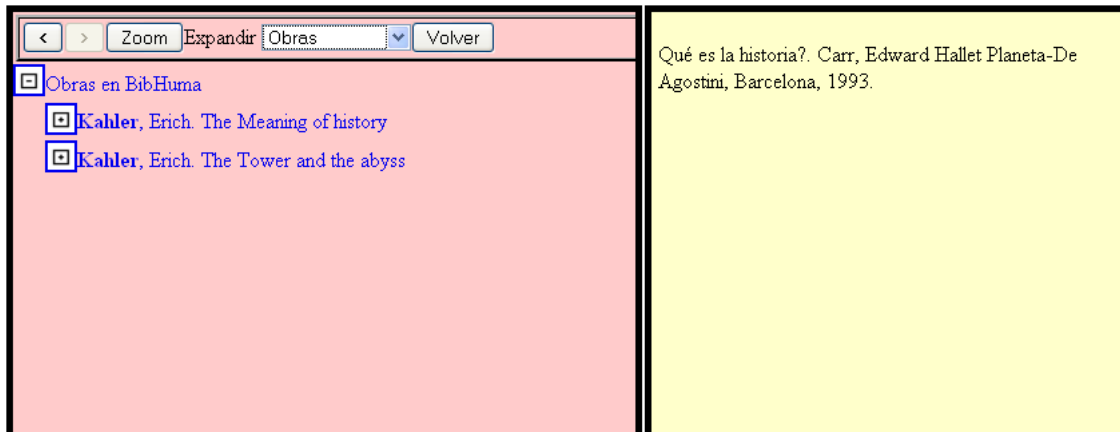 < > Zoom Expandir Obras Volver
Obras en BibHuma
Kahler, Erich. The Meaning of history
Kahler, Erich. The Tower and the abyss
Qué es la historia?. Carr, Edward Hallet Planeta-De
Agostini, Barcelona, 1993.